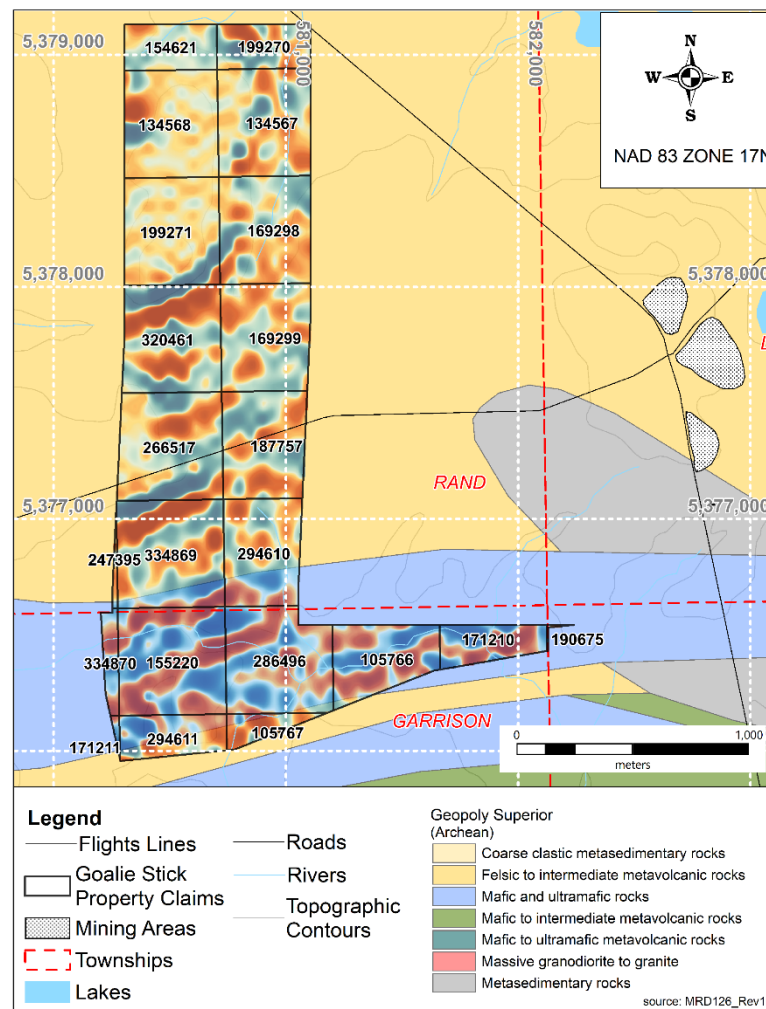 5,379,000
154621
199270
581,000
582,000
N
W
E
S
NAD 83 ZONE 17N
134568
134567
199271
169298
5,378,000
5,378,000
320461
169299
L
266517
187757
RAND
5,377,000
5,377,000
247395
334869
294610
334870
155220
286496
105766
171210
190675
GARRISON
171211
294611
105767
0
1,000
meters
Legend
Flights Lines
Goalie Stick
Property Claims
Mining Areas
Townships
Lakes
Roads
Rivers
Topographic
Contours
Geopoly Superior
(Archean)
Coarse clastic metasedimentary rocks
Felsic to intermediate metavolcanic rocks
Mafic and ultramafic rocks
Mafic to intermediate metavolcanic rocks
Mafic to ultramafic metavolcanic rocks
Massive granodiorite to granite
Metasedimentary rocks
source: MRD126_Rev1